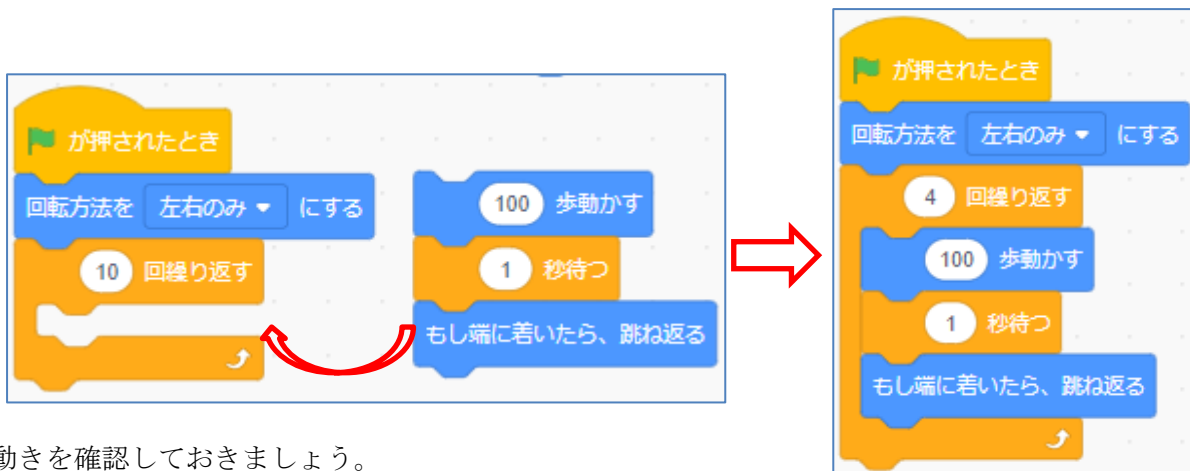 が押されたとき
回転方法を 左右のみ にする
10 回繰り返す
100 歩動かす
1 秒待つ
もし端に着いたら、跳ね返る
が押されたとき
回転方法を 左右のみ にする
4 回繰り返す
100 歩動かす
1 秒待つ
もし端に着いたら、跳ね返る
動きを確認しておきましょう。